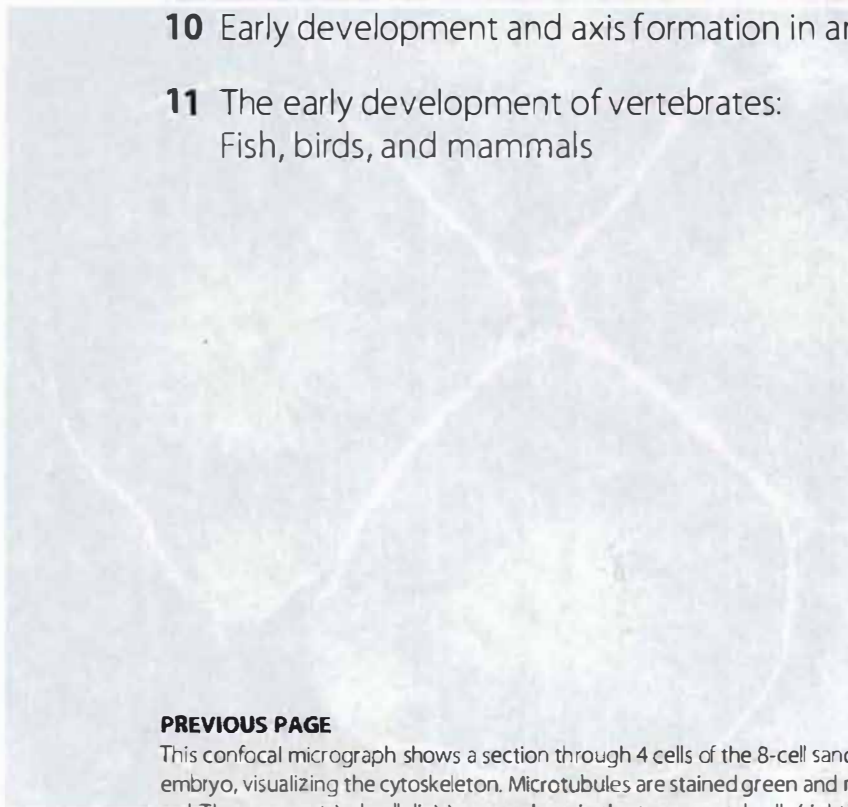 10 Early development and axis formation in
11 The early development of vertebrates:
Fish, birds, and mammals
PREVIOUS PAGE
This confocal micrograph shows a section through 4 cells of the 8-cell
embryo, visualizing the cytoskeleton. Microtubules are stained green and